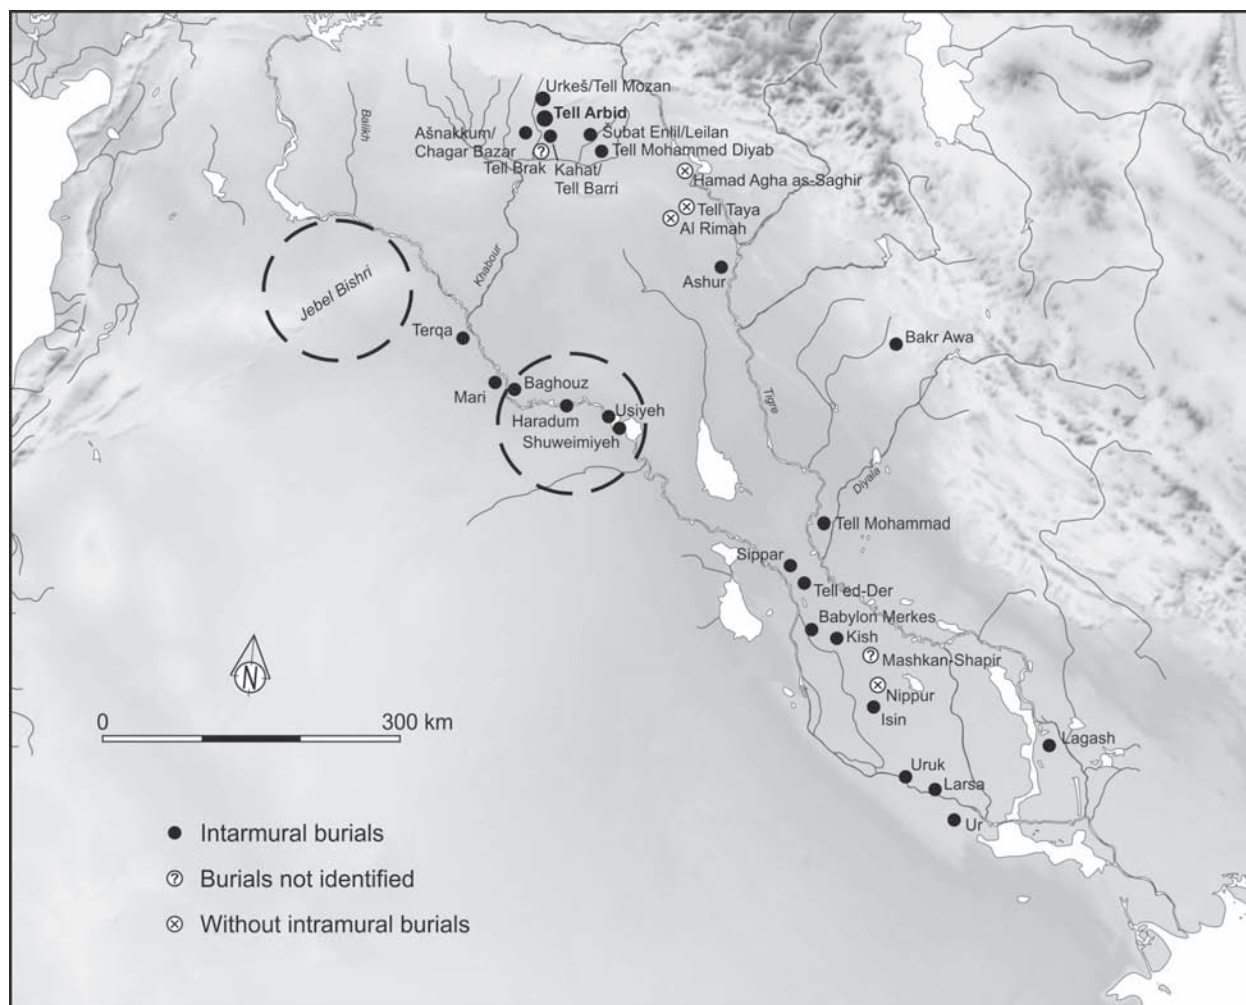 Urkeš/Tell Mozan
Tell Arbid
Ašnakkum/
Chagar Bazar
Šubat Enlil/Leilan
Tell Mohammed Diyab
?
Tell Brak
Kahat/
Tell Barri
Balikh
Hamad Agha as-Saghir
Tell Taya
Al Rimah
Khabour
Ashur
Jebel Bishri
Terqa
Bakr Awa
Mari
Baghouz
Haradum
Usiyeh
Shuweimiyeh
Tigre
Diyala
Tell Mohammad
Sippar
Tell ed-Der
Babylon Merkes
Kish
?
Mashkan-Shapir
Nippur
Isin
N
0
300 km
Lagash
Uruk
Larsa
Ur
Intarmural burials
? Burials not identified
Without intramural burials